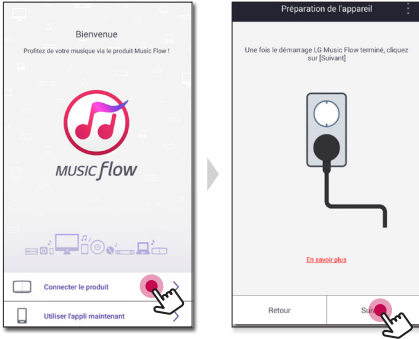 Bienvenue
Profitez de votre musique via le produit Music Flow !
MUSIC flow
Connecter le produit
Utiliser l'appli maintenant
Préparation de l'appareil
Une fois le démarrage LG Music Flow terminé, cliquez
sur [Suivant]
En savoir plus
Retour